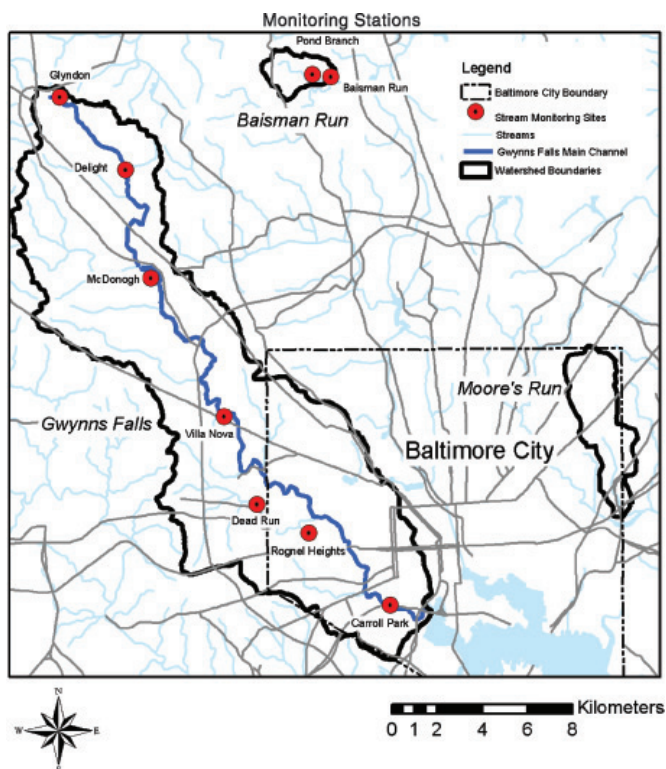 Monitoring Stations
Pond Branch
Glyndon
Baisman Run
Baisman Run
Legend
Baltimore City Boundary
Stream Monitoring Sites
Streams
Gwynns Falls Main Channel
Watershed Boundaries
Delight
McDonogh
Moore's Run
Gwynns Falls
Villa Nova
Baltimore City
Dead Run
Rognel Heights
Carroll Park
N
W
E
S
Kilometers
0 1 2 4 6 8